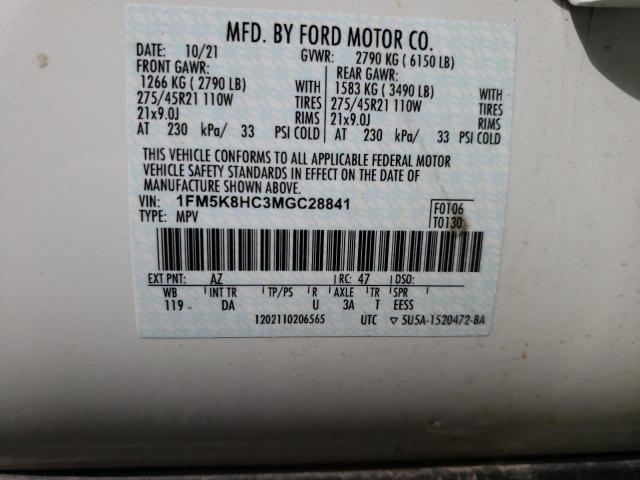 MFD. BY FORD MOTOR CO.
DATE: 10/21 GVWR: 2790 KG ( 6150 LB)
FRONT GAWR: REAR GAWR:
1266 KG ( 2790 LB) WITH 1583 KG ( 3490 LB) WITH
275/45R21 110W TIRES 275/45R21 110W TIRES
21x9.0J RIMS 21x9.0J RIMS
AT 230 kPa/ 33 PSI COLD AT 230 kPa/ 33 PSI COLD
THIS VEHICLE CONFORMS TO ALL APPLICABLE FEDERAL MOTOR
VEHICLE SAFETY STANDARDS IN EFFECT ON THE DATE OF
MANUFACTURE SHOWN ABOVE.
VIN: 1FM5K8HC3MGC28841
TYPE: MPV
F0106
T0130
EXT PNT: AZ RC: 47 DSO:
WB INT TR TP/PS R AXLE TR SPR
119 DA U 3A T EESS
1202110206565 UTC 5U5A-1520472-BA